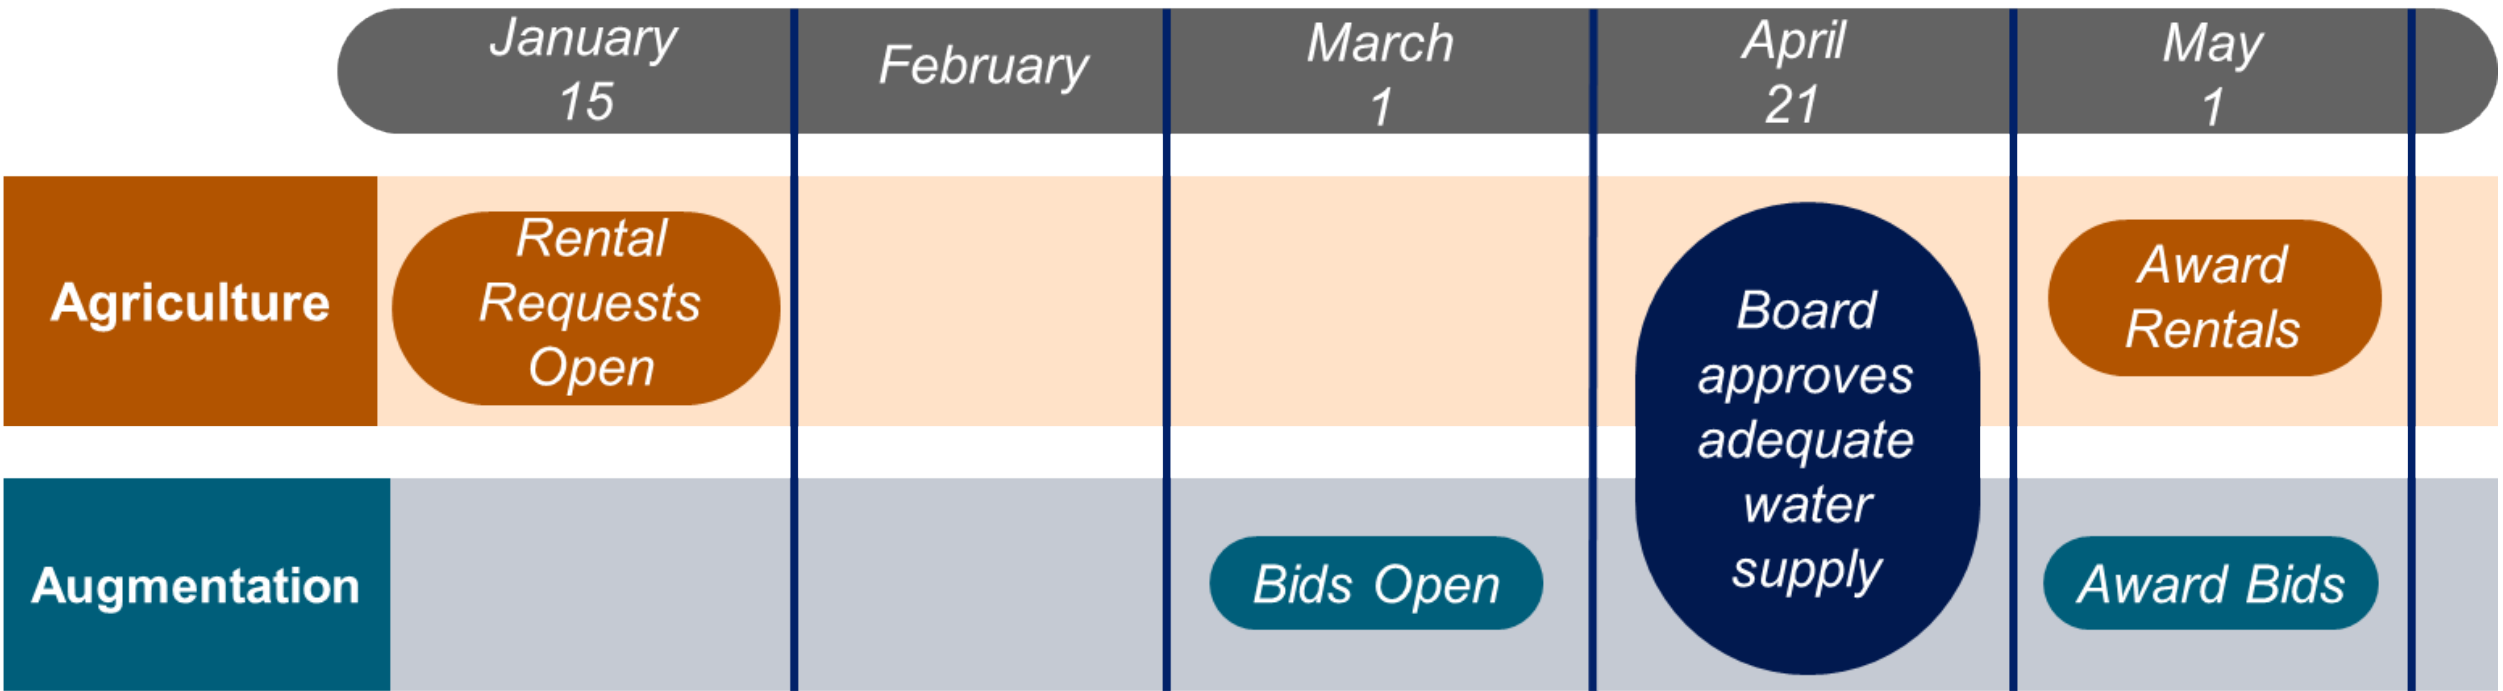 January
15
February
March
1
April
21
May
1
Agriculture
Rental
Requests
Open
Award
Rentals
Board
approves
adequate
water
supply
Augmentation
Bids Open
Award Bids